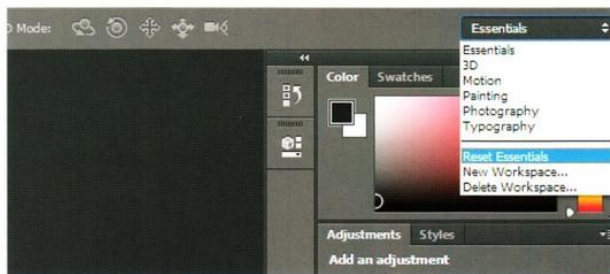 Mode:
Essentials
Essentials
3D
Motion
Painting
Photography
Typography
Reset Essentials
New Workspace...
Delete Workspace...
Color
Swatches
Adjustments
Styles
Add an adjustment